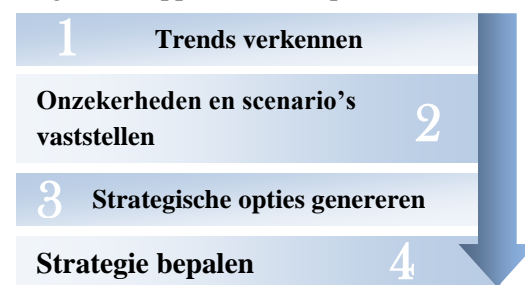 1 Trends verkennen
Onzekerheden en scenario's
vaststellen 2
3 Strategische opties genereren
Strategie bepalen 4